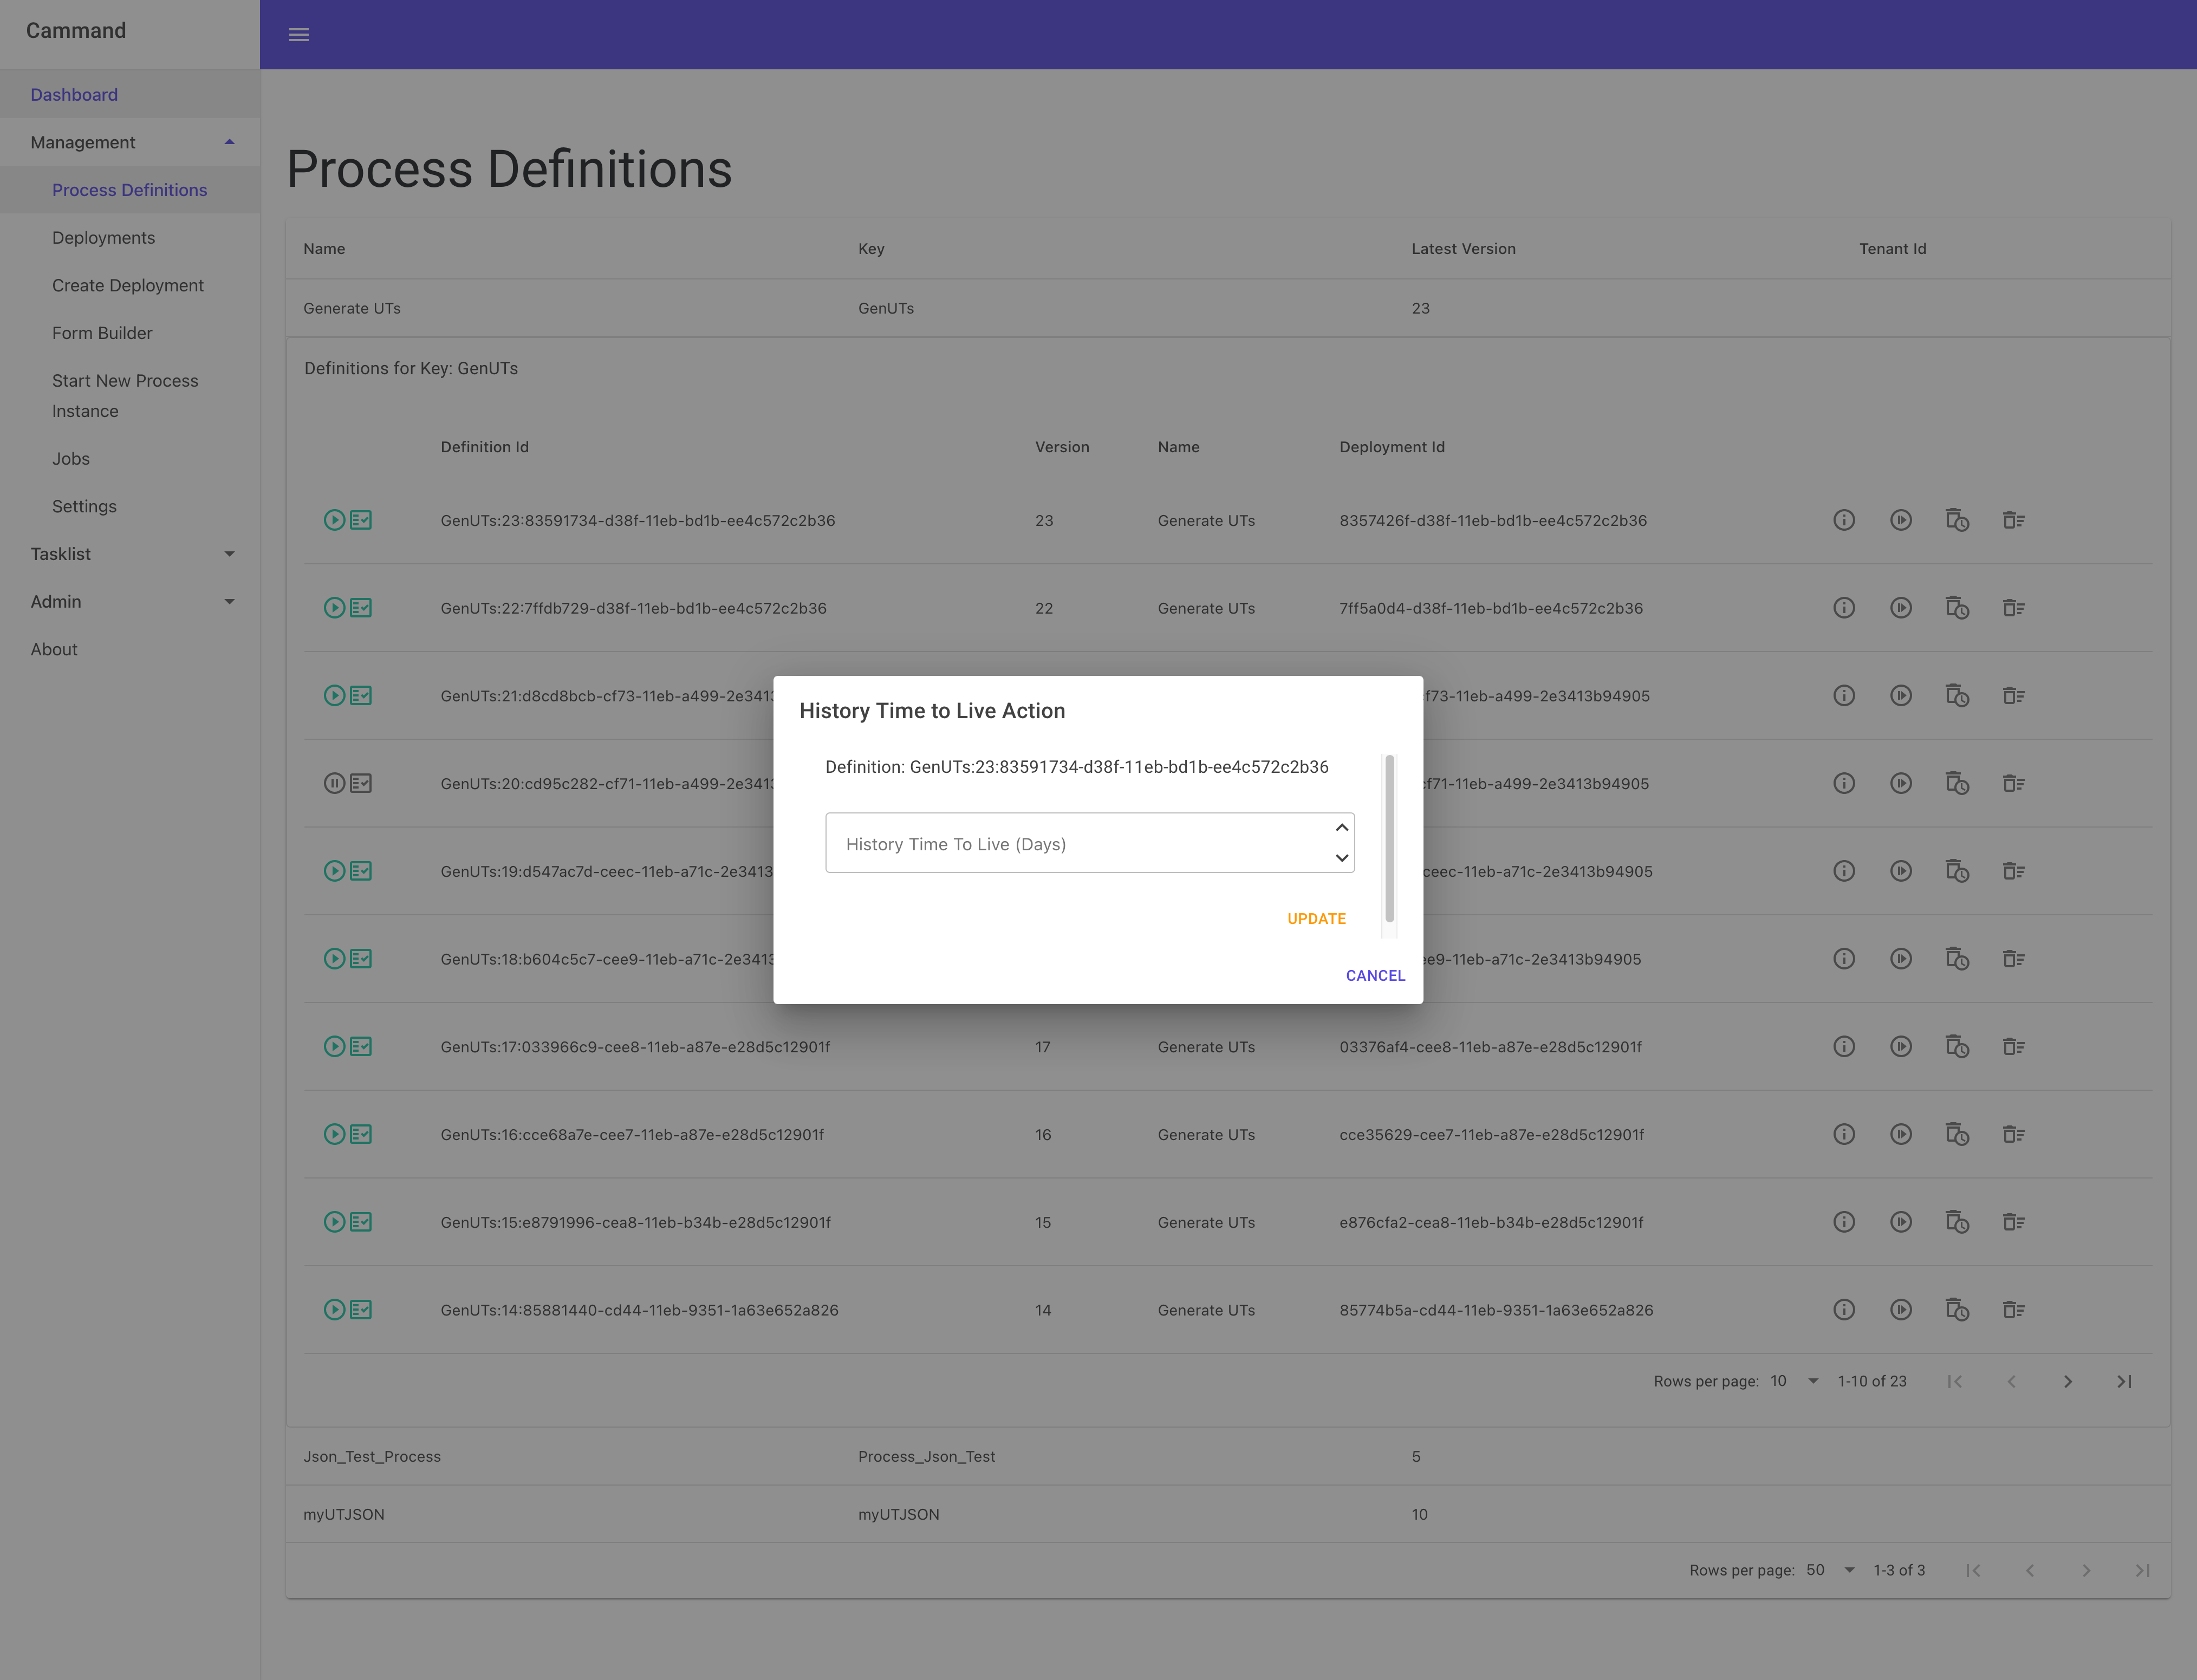 Cammand
Dashboard
Management
Process Definitions
Deployments
Create Deployment
Form Builder
Start New Process
Instance
Jobs
Settings
Tasklist
Admin
About
Process Definitions
Name Key Latest Version Tenant Id
Generate UTs GenUTs 23
Definitions for Key: GenUTs
Definition Id Version Name Deployment Id
GenUTs:23:83591734-d38f-11eb-bd1b-ee4c572c2b36 23 Generate UTs 8357426f-d38f-11eb-bd1b-ee4c572c2b36
GenUTs:22:7ffdb729-d38f-11eb-bd1b-ee4c572c2b36 22 Generate UTs 7ff5a0d4-d38f-11eb-bd1b-ee4c572c2b36
GenUTs:21:d8cd8bcb-cf73-11eb-a499-2e3413 f73-11eb-a499-2e3413b94905
GenUTs:20:cd95c282-cf71-11eb-a499-2e341 f71-11eb-a499-2e3413b94905
GenUTs:19:d547ac7d-ceec-11eb-a71c-2e3413 ceec-11eb-a71c-2e3413b94905
GenUTs:18:b604c5c7-cee9-11eb-a71c-2e341 ee9-11eb-a71c-2e3413b94905
GenUTs:17:033966c9-cee8-11eb-a87e-e28d5c12901f 17 Generate UTs 03376af4-cee8-11eb-a87e-e28d5c12901f
GenUTs:16:cce68a7e-cee7-11eb-a87e-e28d5c12901f 16 Generate UTs cce35629-cee7-11eb-a87e-e28d5c12901f
GenUTs:15:e8791996-cea8-11eb-b34b-e28d5c12901f 15 Generate UTs e876cfa2-cea8-11eb-b34b-e28d5c12901f
GenUTs:14:85881440-cd44-11eb-9351-1a63e652a826 14 Generate UTs 85774b5a-cd44-11eb-9351-1a63e652a826
Rows per page: 10 1-10 of 23
Json_Test_Process Process_Json_Test 5
myUTJSON myUTJSON 10
Rows per page: 50 1-3 of 3
History Time to Live Action
Definition: GenUTs:23:83591734-d38f-11eb-bd1b-ee4c572c2b36
History Time To Live (Days)
UPDATE
CANCEL